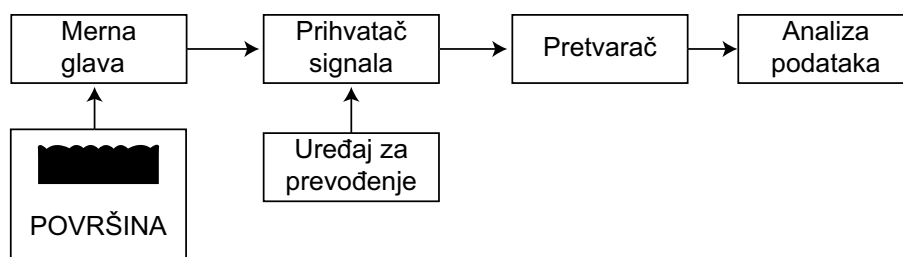 Merna
glava
Prihvatač
signala
Pretvarač
Analiza
podataka
POVRŠINA
Uređaj za
prevođenje